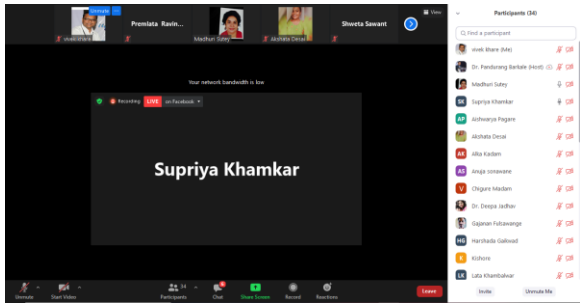 Unmute
vivek khare
Premlata Ravin...
Madhuri Sutey
Akshata Desai
Shweta Sawant
View
Your network bandwidth is low
Recording
LIVE
on Facebook
Supriya Khamkar
Unmute
Start Video
34
Participants
Chat
Share Screen
Record
Reactions
Leave
Participants (34)
Find a participant
vivek khare (Me)
Dr. Pandurang Barkale (Host)
Madhuri Sutey
SK Supriya Khamkar
AP Aishwarya Pagare
Akshata Desai
AK Alka Kadam
AS Anuja sonawane
V Chigure Madam
Dr. Deepa Jadhav
Gajanan Fulsawange
HG Harshada Gaikwad
K Kishore
LK Lata Khambalwar
Invite
Unmute Me